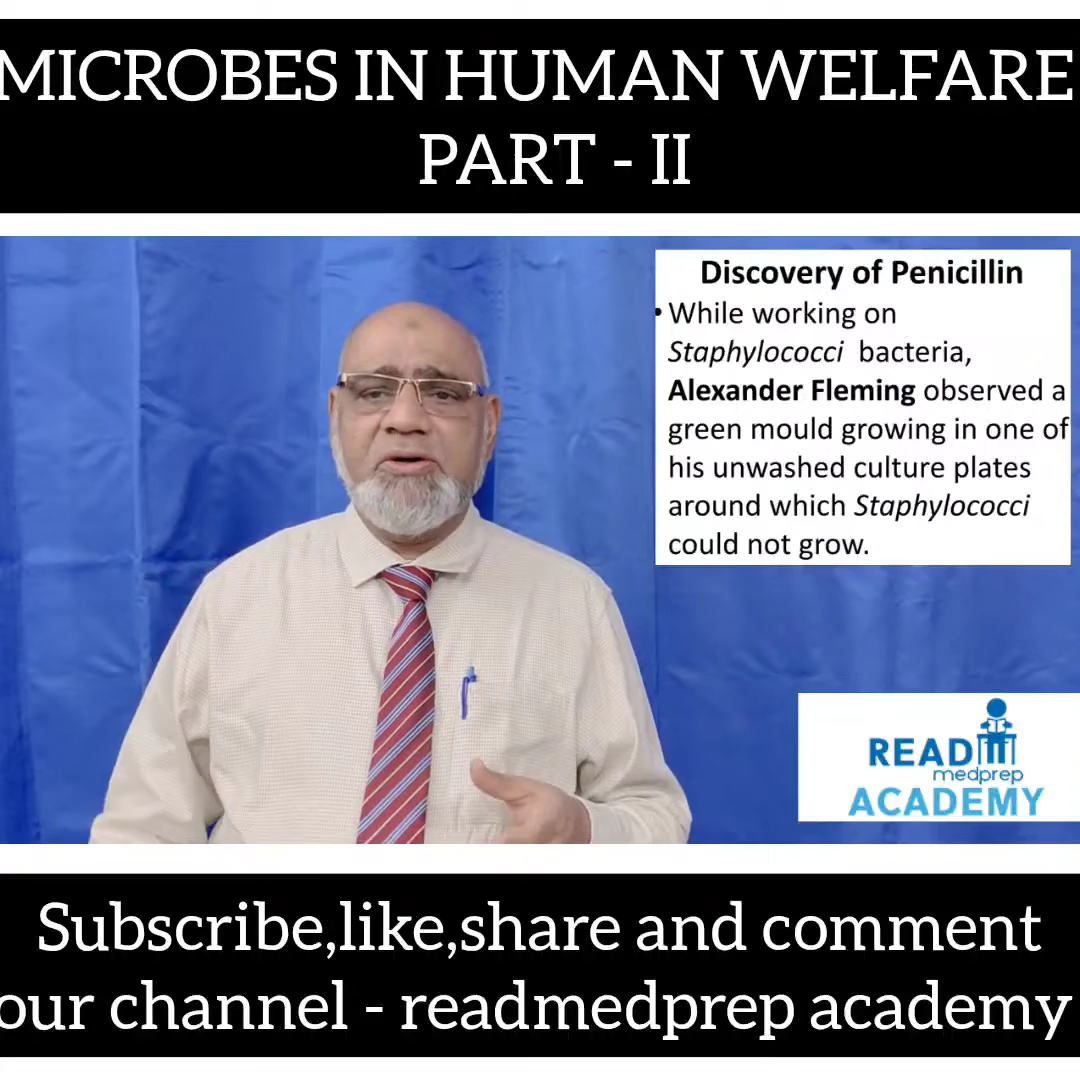 MICROBES IN HUMAN WELFARE
PART - II
Discovery of Penicillin
• While working on
Staphylococci bacteria,
Alexander Fleming observed a
green mould growing in one of
his unwashed culture plates
around which Staphylococci
could not grow.
READ
medprep
ACADEMY
Subscribe,like,share and comment
our channel - readmedprep academy